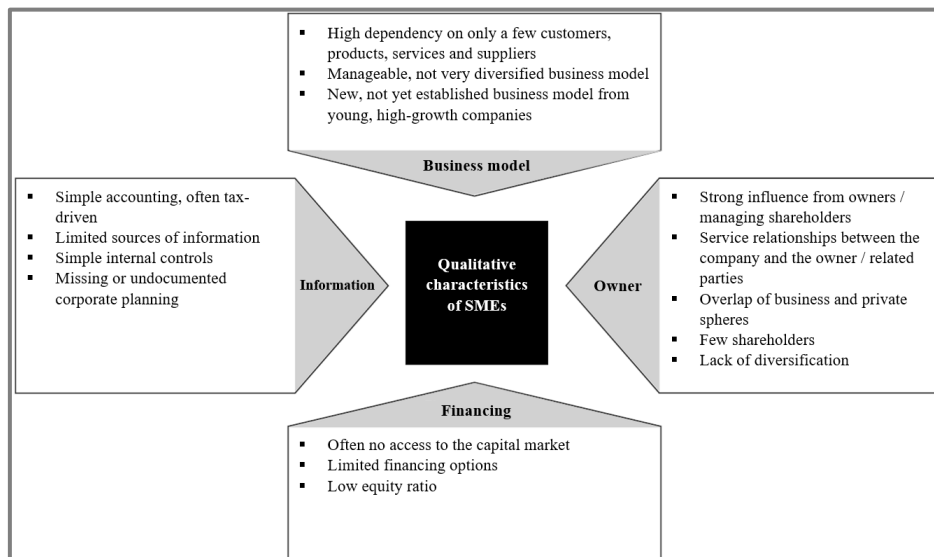 ▪ High dependency on only a few customers,
products, services and suppliers
▪ Manageable, not very diversified business model
▪ New, not yet established business model from
young, high-growth companies
Business model
▪ Simple accounting, often tax-
driven
▪ Limited sources of information
▪ Simple internal controls
▪ Missing or undocumented
corporate planning
Information
Qualitative
characteristics
of SMEs
Owner
▪ Strong influence from owners /
managing shareholders
▪ Service relationships between the
company and the owner / related
parties
▪ Overlap of business and private
spheres
▪ Few shareholders
▪ Lack of diversification
Financing
▪ Often no access to the capital market
▪ Limited financing options
▪ Low equity ratio